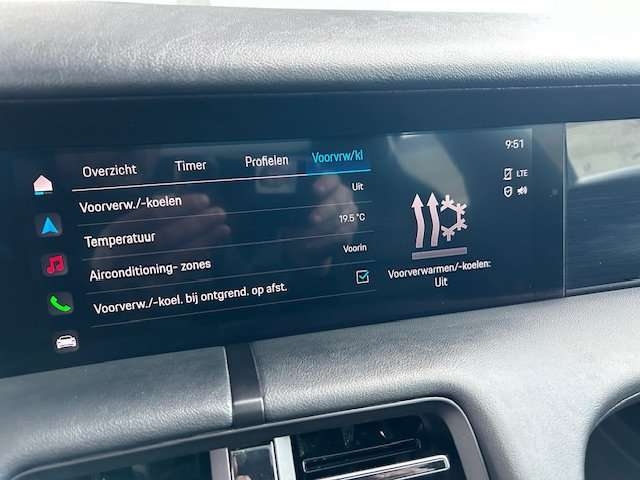 Overzicht Timer Profielen Voorvrw/kl
9:51
LTE
Voorverw./-koelen Uit
Temperatuur 19.5 °C
Airconditioning- zones Voorin
Voorverw./-koel. bij ontgrend. op afst.
Voorverwarmen/-koelen:
Uit